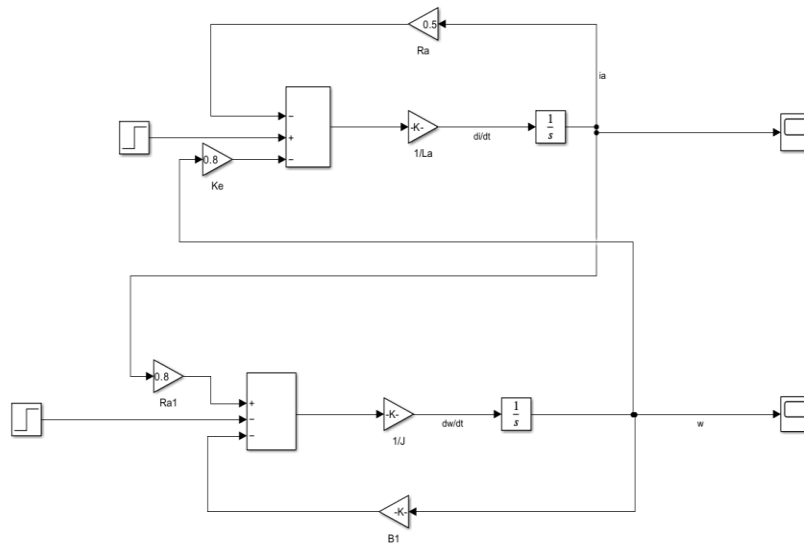 0.5
Ra
ia
−
+
−
-K-
1/La
di/dt
1
s
0.8
Ke
0.8
Ra1
+
−
−
-K-
1/J
dw/dt
1
s
w
-K-
B1